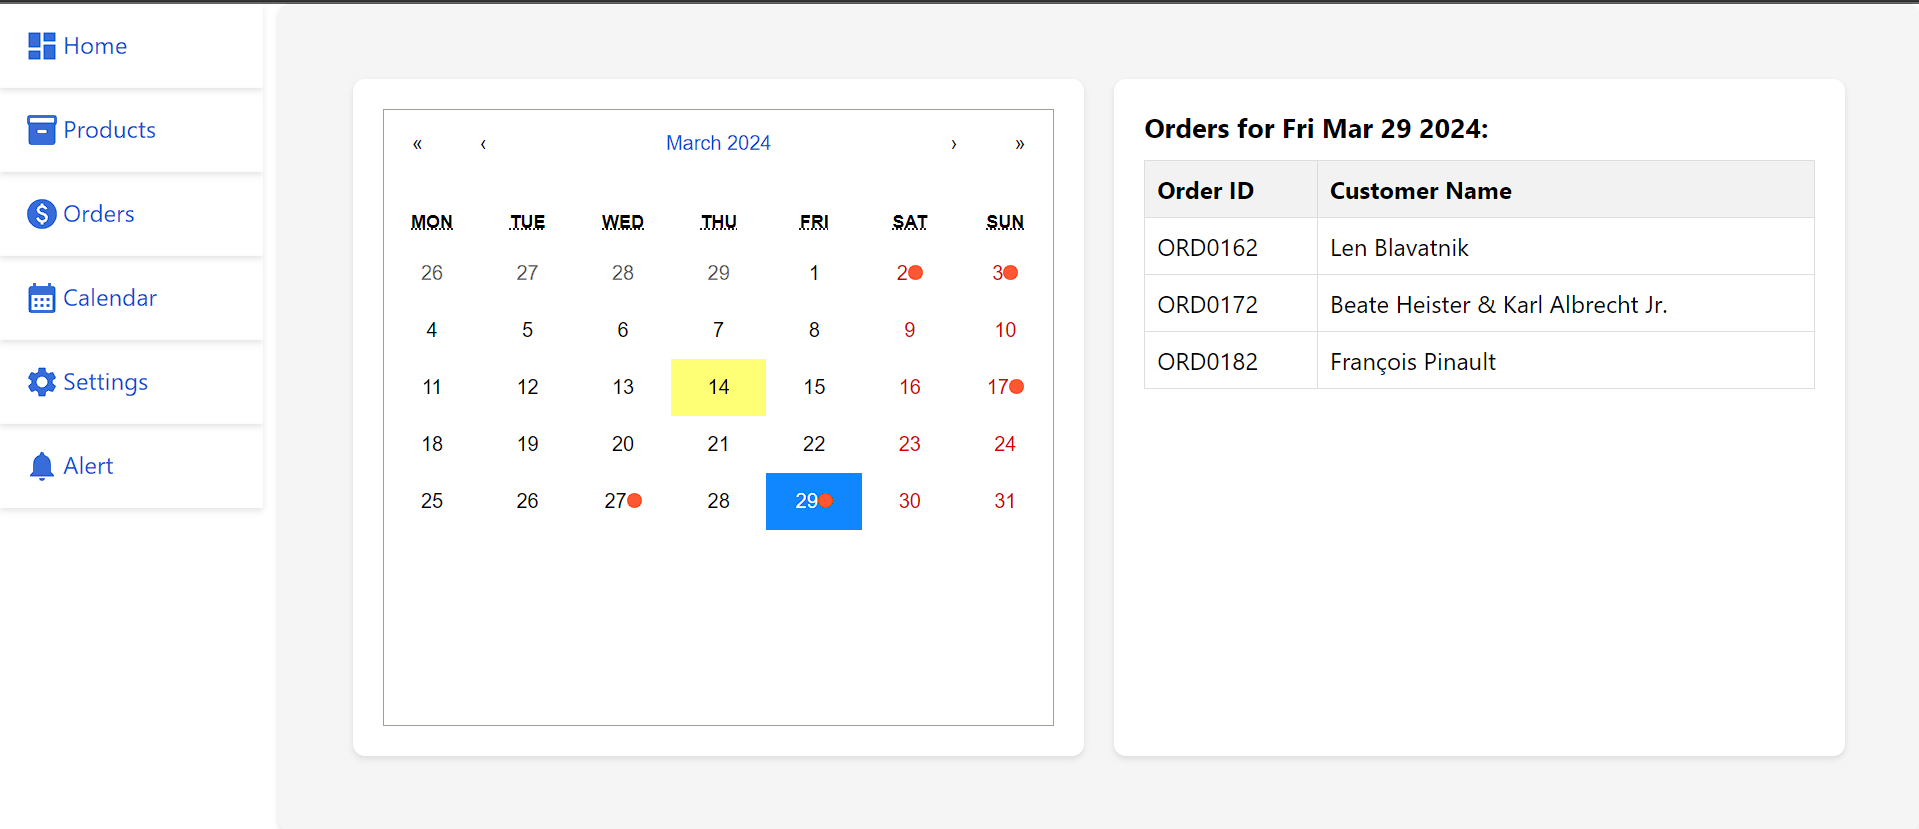 Home
Products
Orders
Calendar
Settings
Alert
« ‹ March 2024 › »
MON TUE WED THU FRI SAT SUN
26 27 28 29 1 2 3
4 5 6 7 8 9 10
11 12 13 14 15 16 17
18 19 20 21 22 23 24
25 26 27 28 29 30 31
Orders for Fri Mar 29 2024:
Order ID Customer Name
ORD0162 Len Blavatnik
ORD0172 Beate Heister & Karl Albrecht Jr.
ORD0182 François Pinault